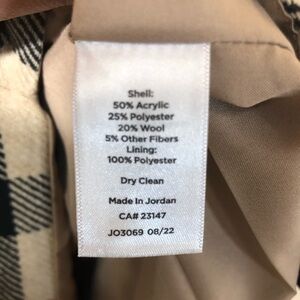 Shell:
50% Acrylic
25% Polyester
20% Wool
5% Other Fibers
Lining:
100% Polyester
Dry Clean
Made In Jordan
CA# 23147
JO3069 08/22